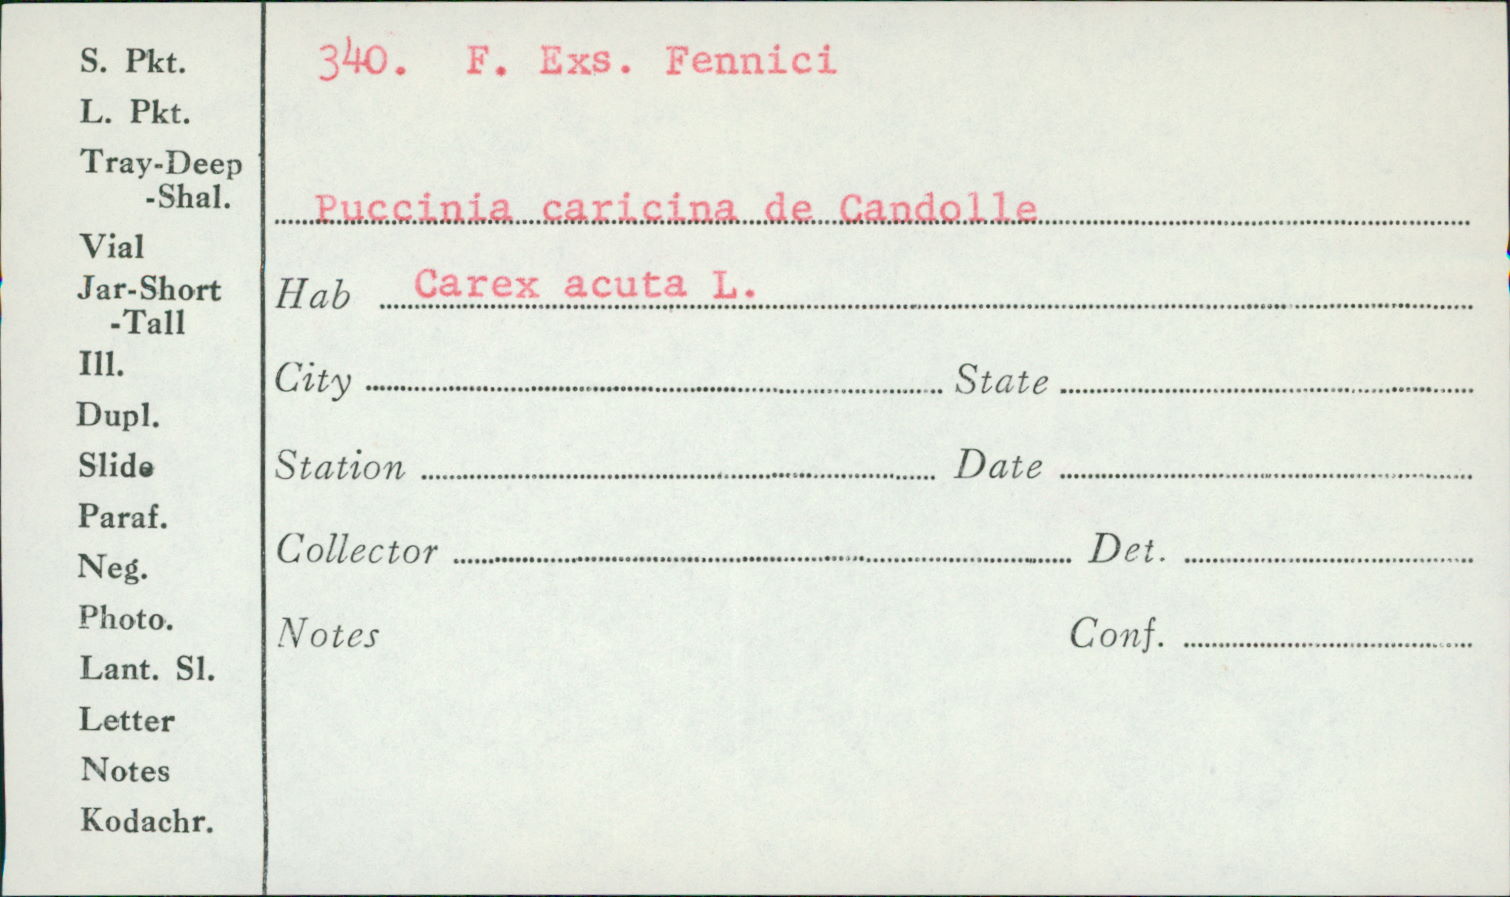 S. Pkt.
L. Pkt.
Tray-Deep
-Shal.
Vial
Jar-Short
-Tall
Ill.
Dupl.
Slide
Paraf.
Neg.
Photo.
Lant. Sl.
Letter
Notes
Kodachr.
340. F. Exs. Fennici
Puccinia caricina de Candolle
Hab Carex acuta L.
City State
Station Date
Collector Det.
Notes Conf.